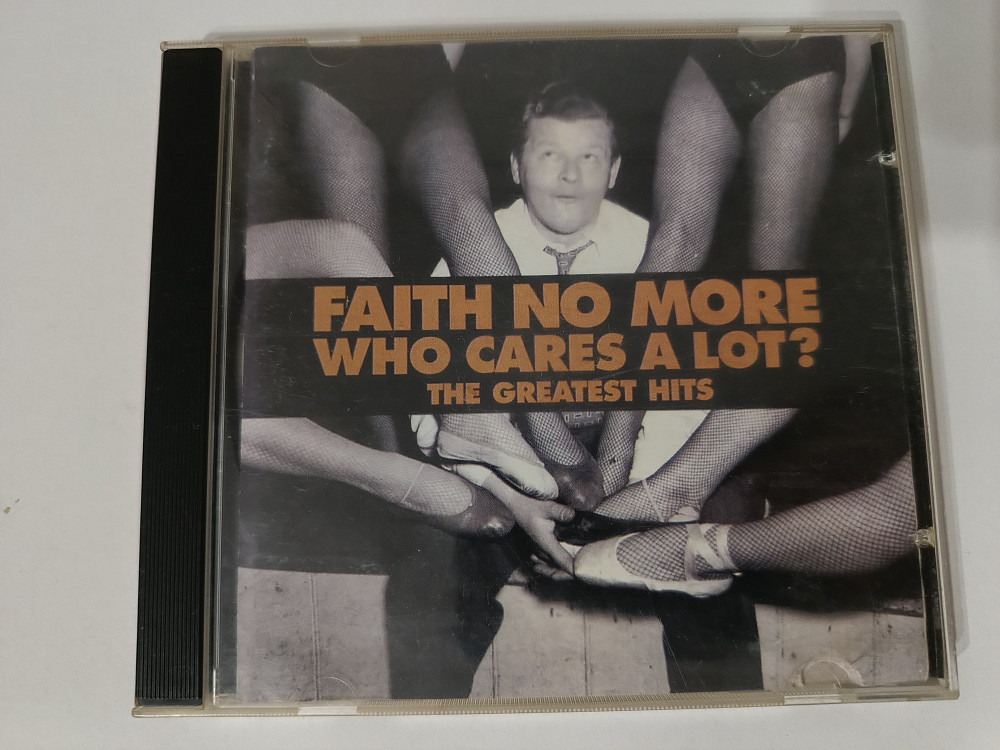 FAITH NO MORE
WHO CARES A LOT?
THE GREATEST HITS